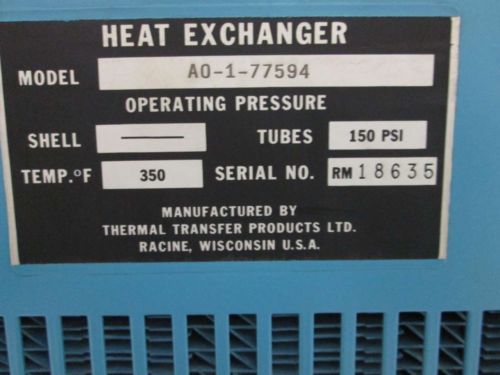 HEAT EXCHANGER
MODEL AO-1-77594
OPERATING PRESSURE
SHELL — TUBES 150 PSI
TEMP.°F 350 SERIAL NO. RM 18635
MANUFACTURED BY
THERMAL TRANSFER PRODUCTS LTD.
RACINE, WISCONSIN U.S.A.